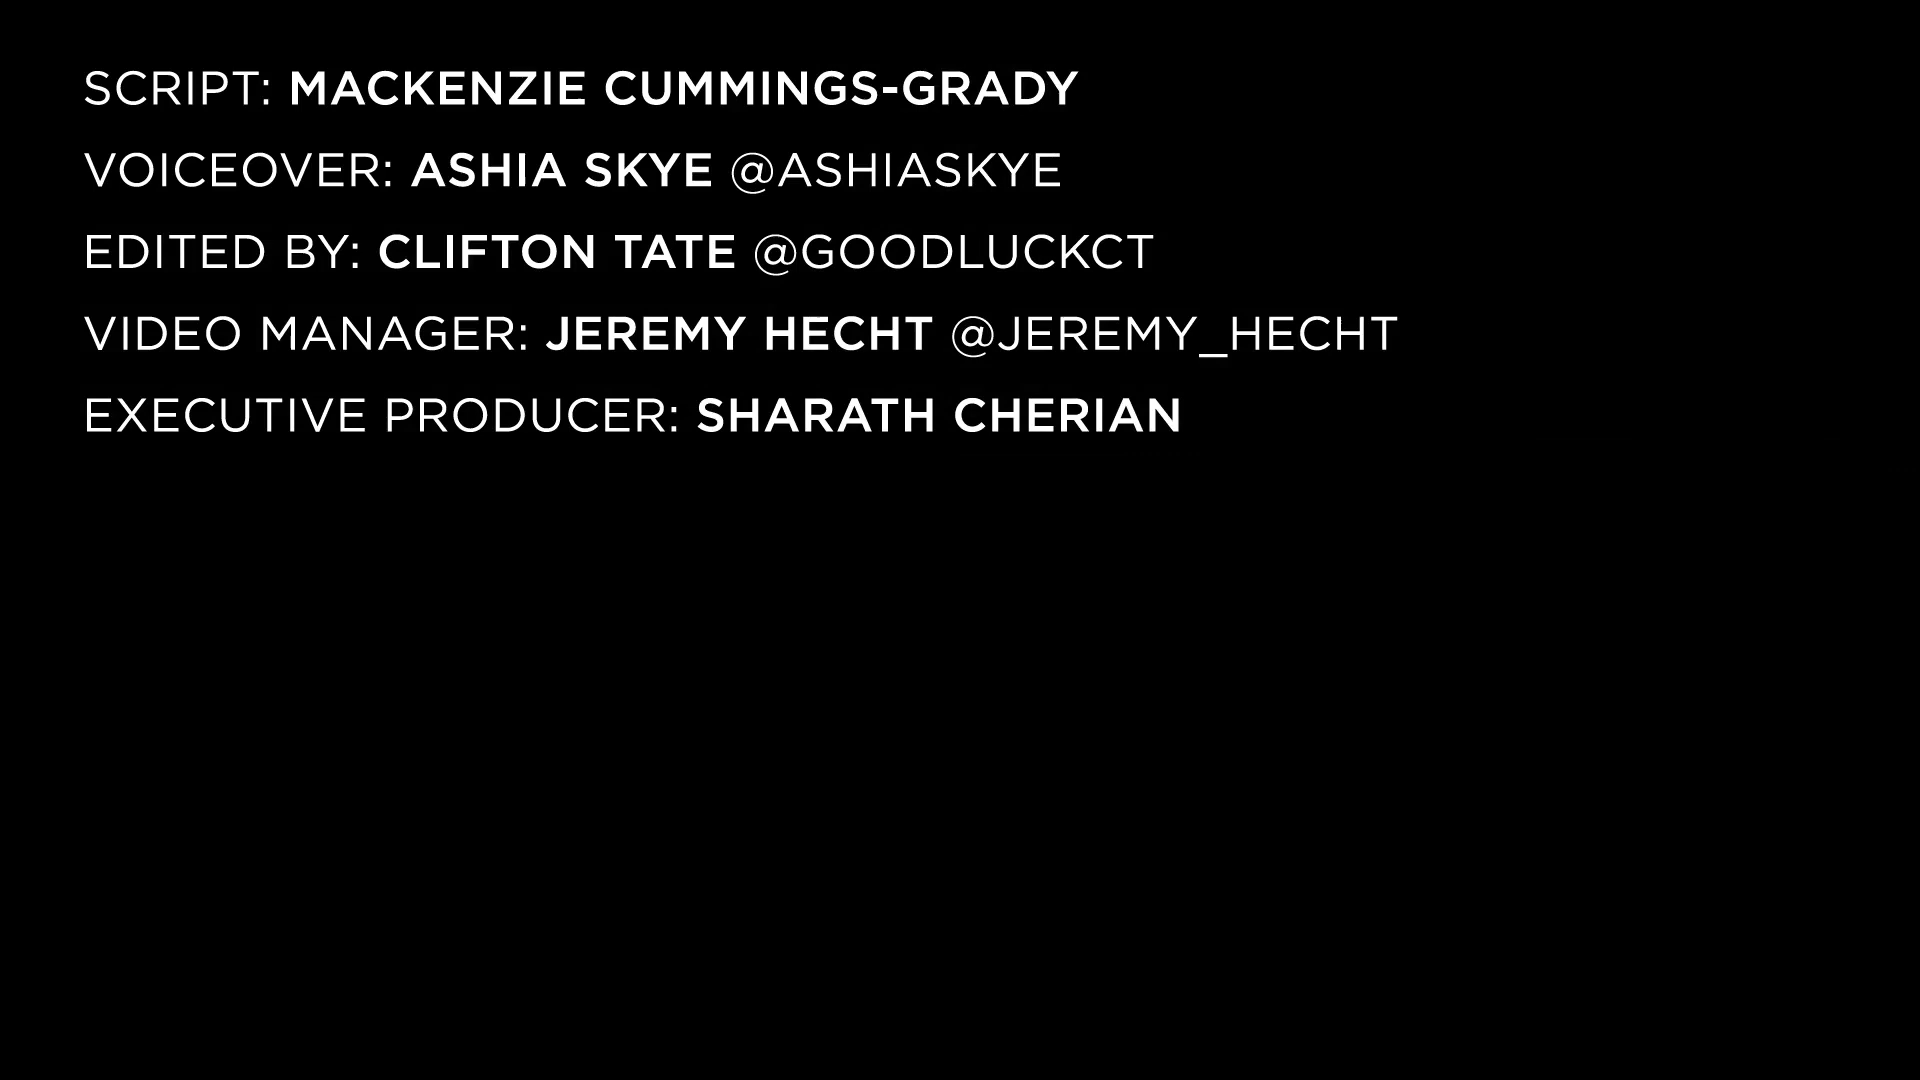 SCRIPT: MACKENZIE CUMMINGS-GRADY
VOICEOVER: ASHIA SKYE @ASHIASKYE
EDITED BY: CLIFTON TATE @GOODLUCKCT
VIDEO MANAGER: JEREMY HECHT @JEREMY_HECHT
EXECUTIVE PRODUCER: SHARATH CHERIAN